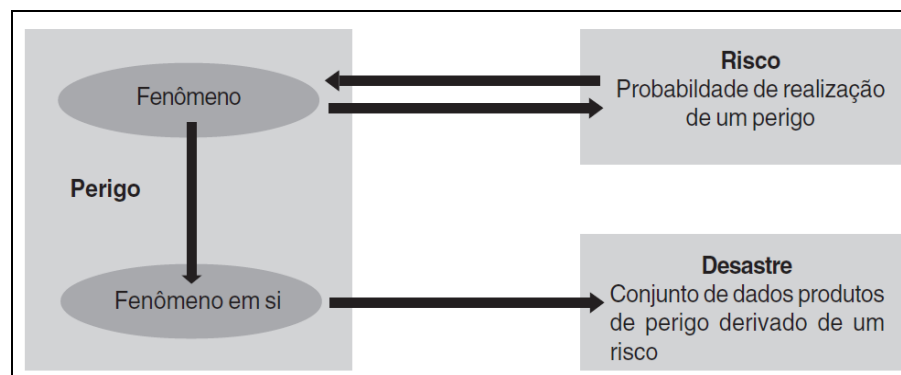 Fenômeno
Perigo
Fenômeno em si
Risco
Probabildade de realização
de um perigo
Desastre
Conjunto de dados produtos
de perigo derivado de um
risco